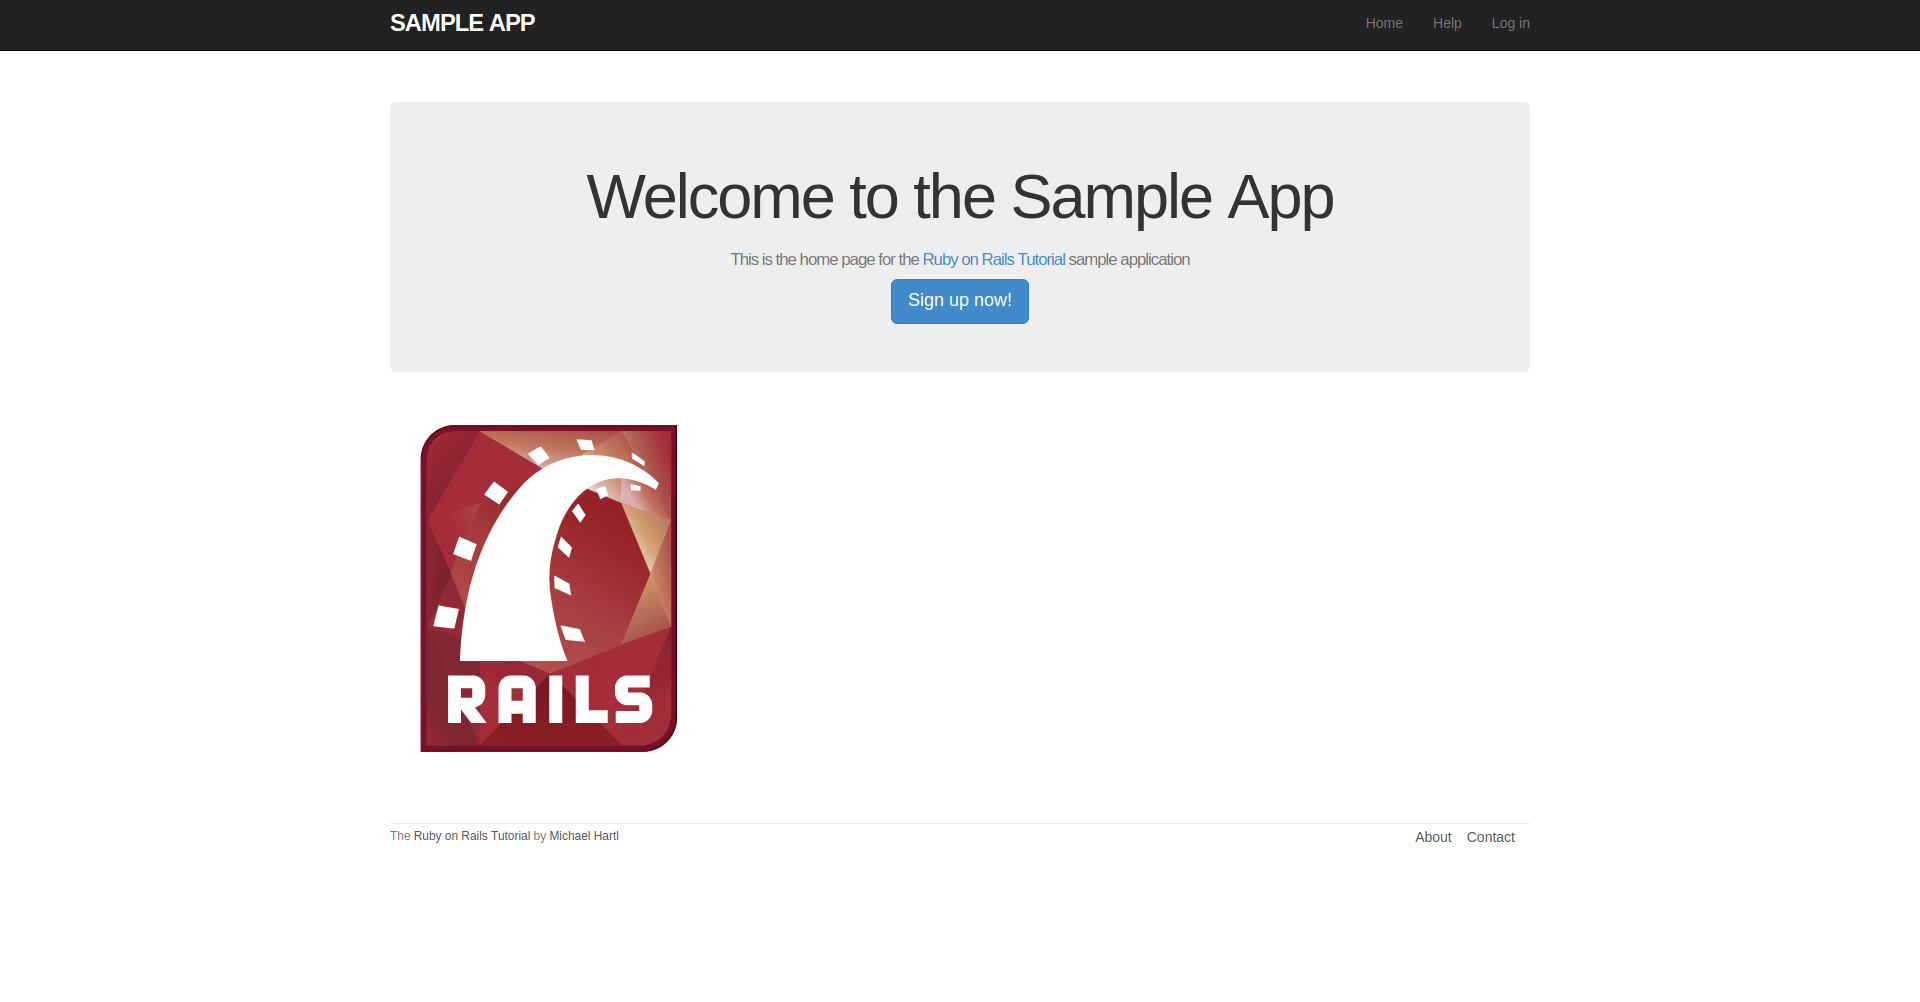 SAMPLE APP
Home Help Log in
Welcome to the Sample App
This is the home page for the Ruby on Rails Tutorial sample application
Sign up now!
RAILS
The Ruby on Rails Tutorial by Michael Hartl
About Contact